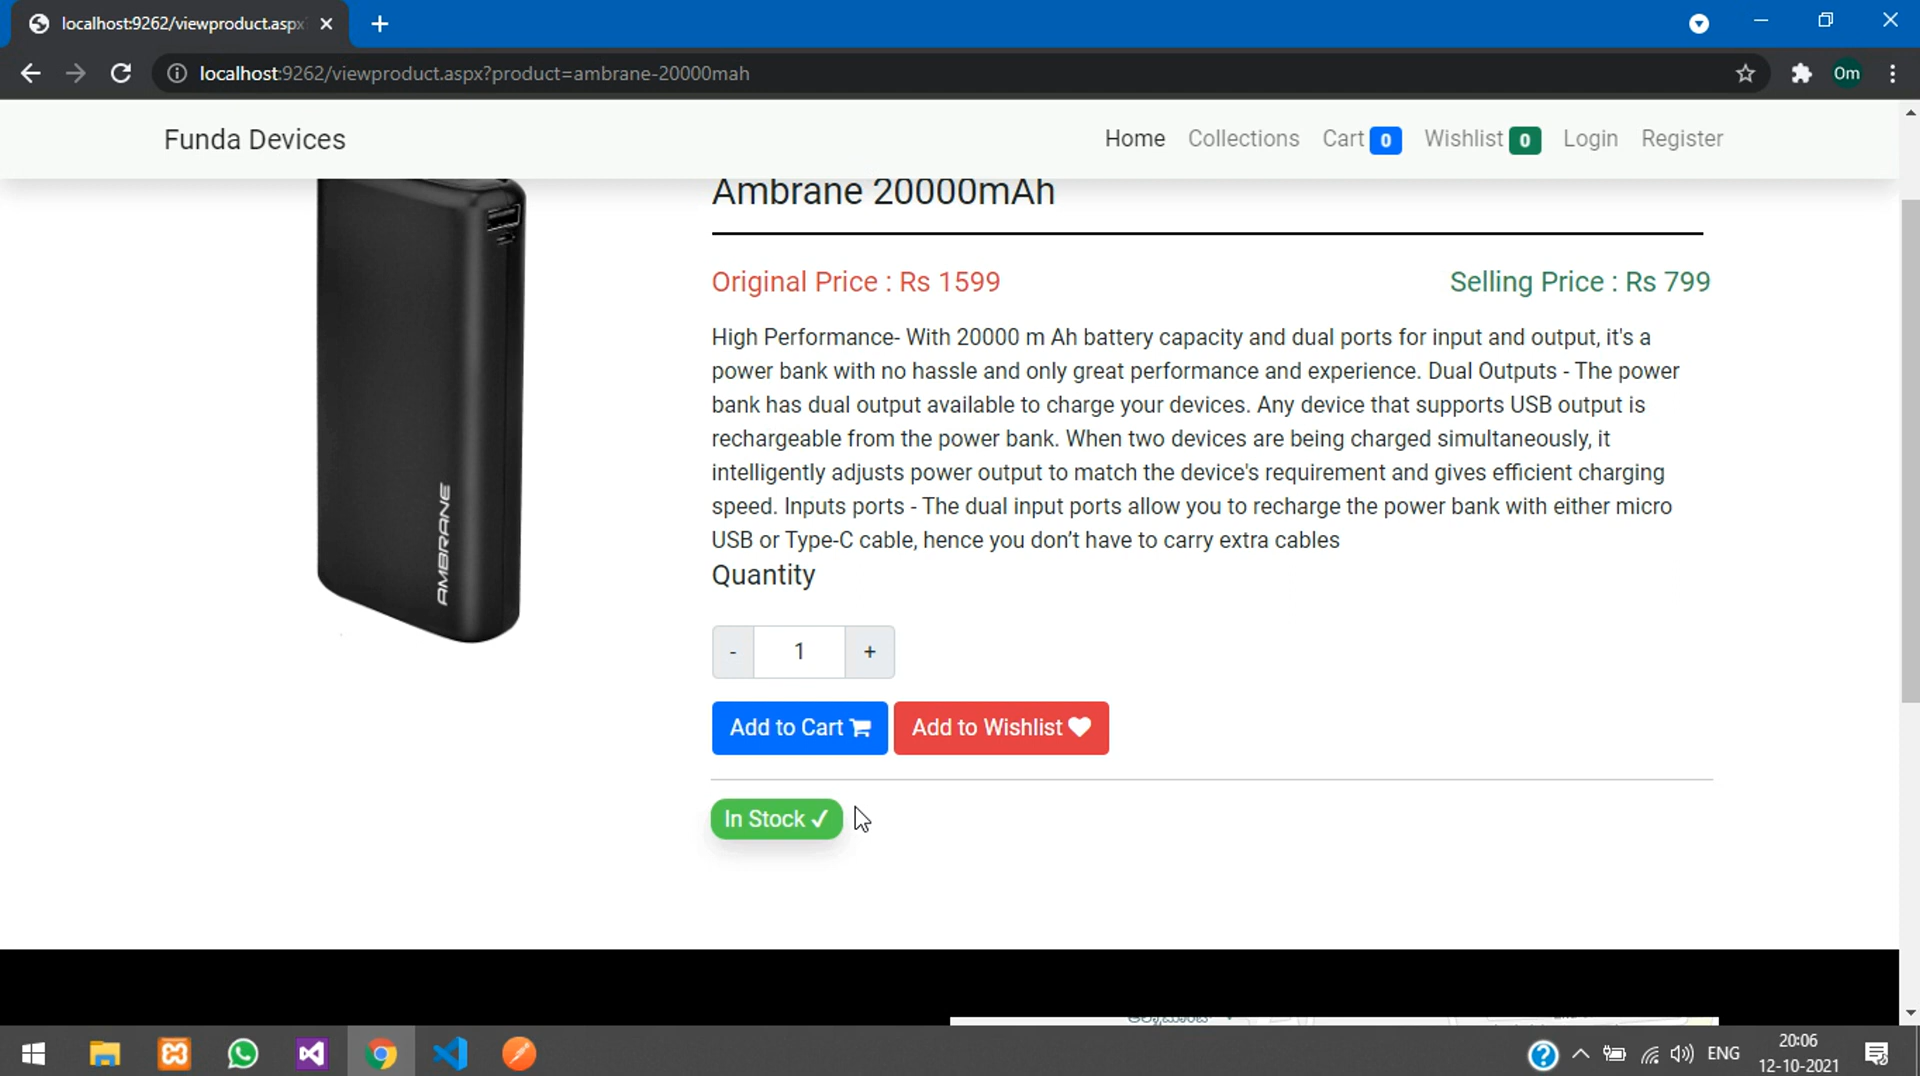 localhost:9262/viewproduct.aspx
localhost:9262/viewproduct.aspx?product=ambrane-20000mah
Om
Funda Devices
Home Collections Cart 0 Wishlist 0 Login Register
Ambrane 20000mAh
Original Price : Rs 1599
Selling Price : Rs 799
High Performance- With 20000 m Ah battery capacity and dual ports for input and output, it's a
power bank with no hassle and only great performance and experience. Dual Outputs - The power
bank has dual output available to charge your devices. Any device that supports USB output is
rechargeable from the power bank. When two devices are being charged simultaneously, it
intelligently adjusts power output to match the device's requirement and gives efficient charging
speed. Inputs ports - The dual input ports allow you to recharge the power bank with either micro
USB or Type-C cable, hence you don’t have to carry extra cables
AMBRANE
Quantity
- 1 +
Add to Cart Add to Wishlist
In Stock ✓
ENG
20:06
12-10-2021